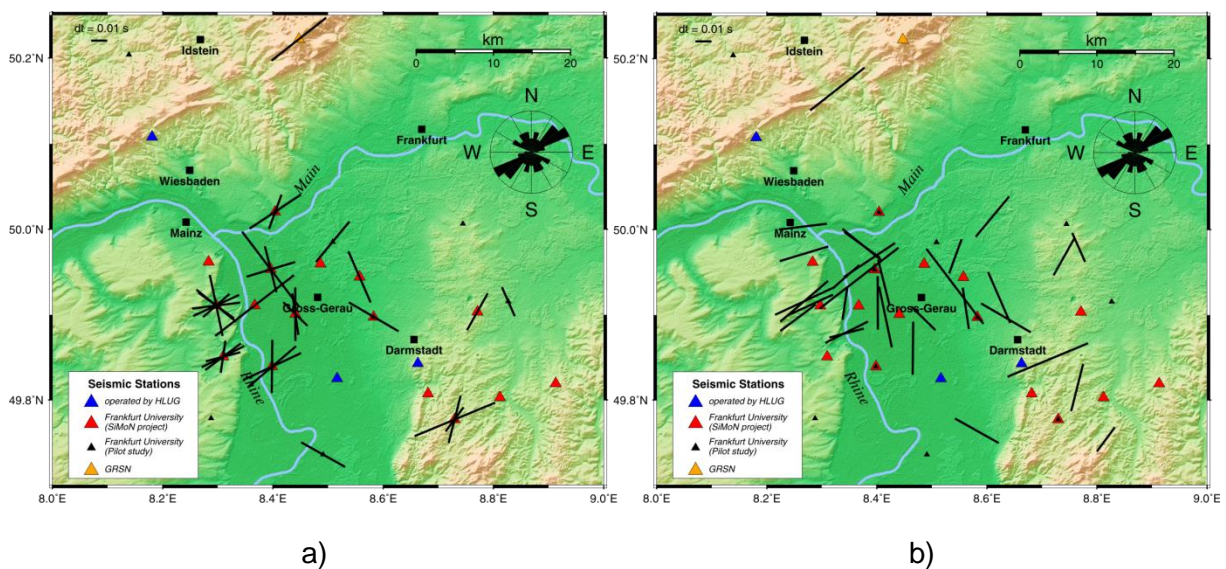 dt = 0.01 s
Idstein
km
0 10 20
50.2˚N
N
Frankfurt
W
E
Wiesbaden
Main
S
Mainz
50.0˚N
Gross-Gerau
Darmstadt
Rhine
49.8˚N
Seismic Stations
operated by HLUG
Frankfurt University
(SiMoN project)
Frankfurt University
(Pilot study)
GRSN
8.0˚E 8.2˚E 8.4˚E 8.6˚E 8.8˚E 9.0˚E
a)
dt = 0.01 s
Idstein
km
0 10 20
50.2˚N
N
Frankfurt
W
E
Wiesbaden
Main
S
Mainz
50.0˚N
Gross-Gerau
Darmstadt
Rhine
49.8˚N
Seismic Stations
operated by HLUG
Frankfurt University
(SiMoN project)
Frankfurt University
(Pilot study)
GRSN
8.0˚E 8.2˚E 8.4˚E 8.6˚E 8.8˚E 9.0˚E
b)